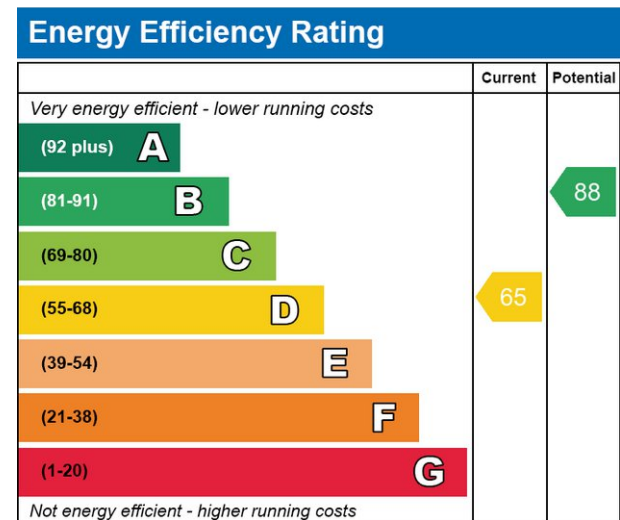 Energy Efficiency Rating
Current Potential
Very energy efficient - lower running costs
(92 plus) A
(81-91) B
88
(69-80) C
(55-68) D
65
(39-54) E
(21-38) F
(1-20) G
Not energy efficient - higher running costs